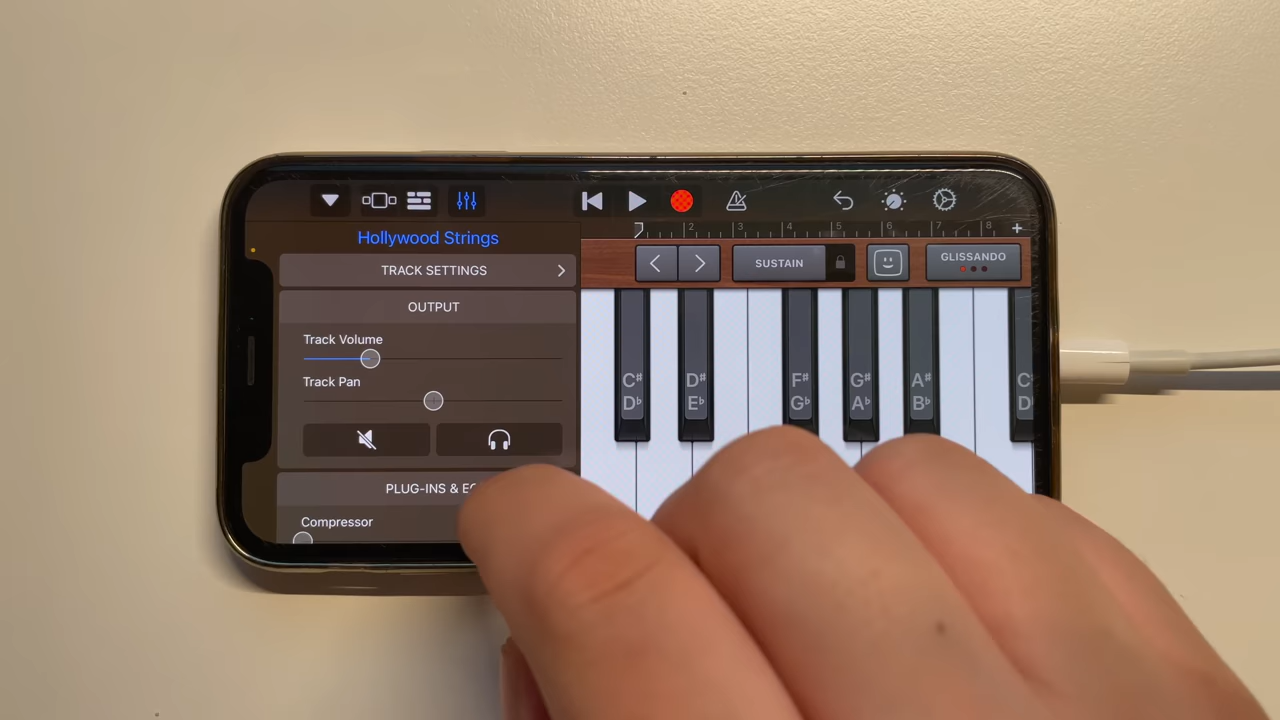 Hollywood Strings
TRACK SETTINGS
OUTPUT
Track Volume
Track Pan
PLUG-INS &
Compressor
2 3 4 5 6 7 8 +
SUSTAIN
GLISSANDO
C# D# F# G# A# C
D♭ E♭ G♭ A♭ B♭ D